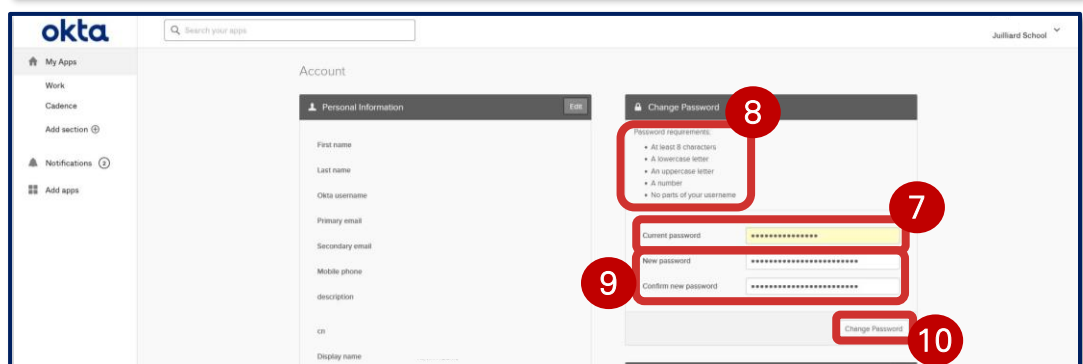 okta
Search your apps
Juilliard School
My Apps
Work
Cadence
Add section
Notifications 2
Add apps
Account
Personal Information
Edit
First name
Last name
Okta username
Primary email
Secondary email
Mobile phone
description
cn
Display name
Change Password
8
Password requirements:
• At least 8 characters
• A lowercase letter
• An uppercase letter
• A number
• No parts of your username
7
Current password •••••••••••••••
9
New password ••••••••••••••••••••••••
Confirm new password ••••••••••••••••••••••••
Change Password
10